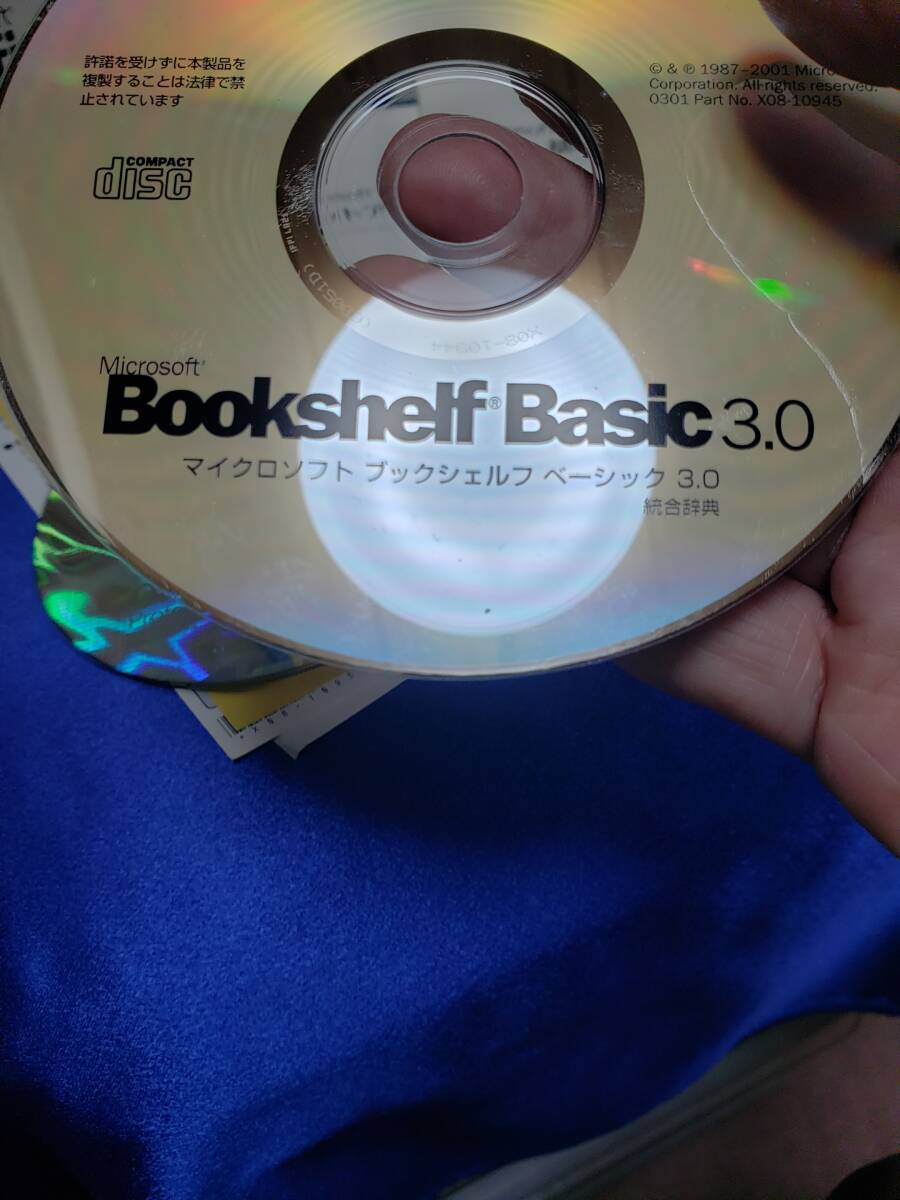 許諾を受けずに本製品を
複製することは法律で禁
止されています
© & ℗ 1987-2001 Micro
Corporation. All rights reserved.
0301 Part No. X08-10945
COMPACT
disc
X08-10944
Microsoft®
Bookshelf® Basic 3.0
マイクロソフト ブックシェルフ ベーシック 3.0
統合辞典